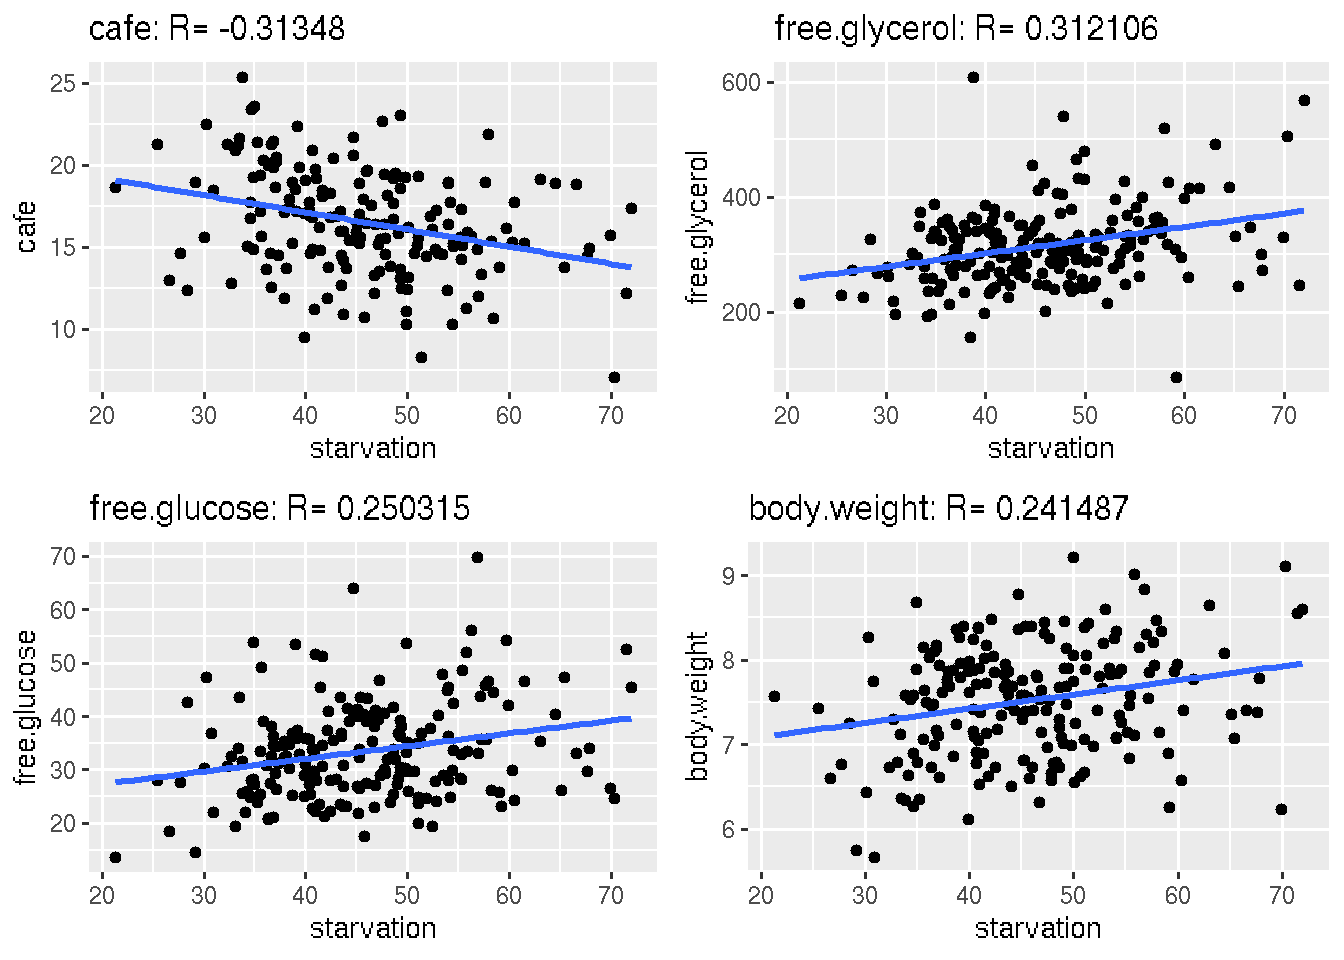 cafe: R= -0.31348
25
20
15
10
cafe
20 30 40 50 60 70
starvation
free.glycerol: R= 0.312106
600
400
200
free.glycerol
20 30 40 50 60 70
starvation
free.glucose: R= 0.250315
70
60
50
40
30
20
free.glucose
20 30 40 50 60 70
starvation
body.weight: R= 0.241487
9
8
7
6
body.weight
20 30 40 50 60 70
starvation